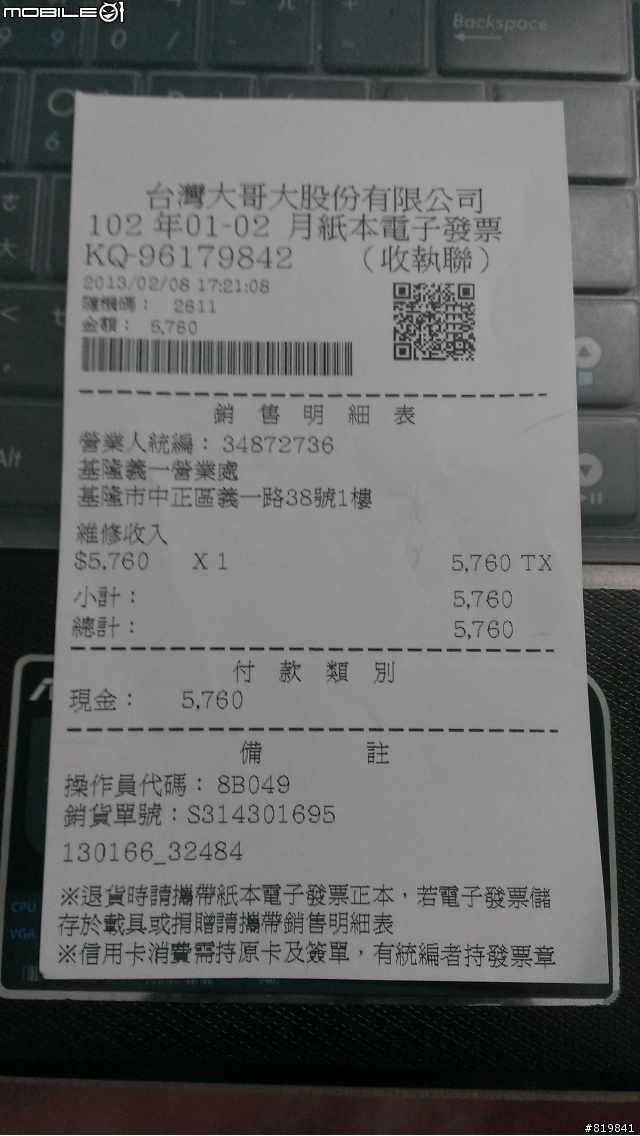 MOBILE01
Backspace
Alt
台灣大哥大股份有限公司
102 年01-02 月紙本電子發票
KQ-96179842 （收執聯）
2013/02/08 17:21:08
隨機碼： 2611
金額： 5,760
銷 售 明 細 表
營業人統編：34872736
基隆義一營業處
基隆市中正區義一路38號1樓
維修收入
$5,760 X 1 5,760 TX
小計： 5,760
總計： 5,760
付 款 類 別
現金： 5,760
備 註
操作員代碼：8B049
銷貨單號：S314301695
130166_32484
※退貨時請攜帶紙本電子發票正本，若電子發票儲
存於載具或捐贈請攜帶銷售明細表
※信用卡消費需持原卡及簽單，有統編者持發票章
CPU
VGA
#819841